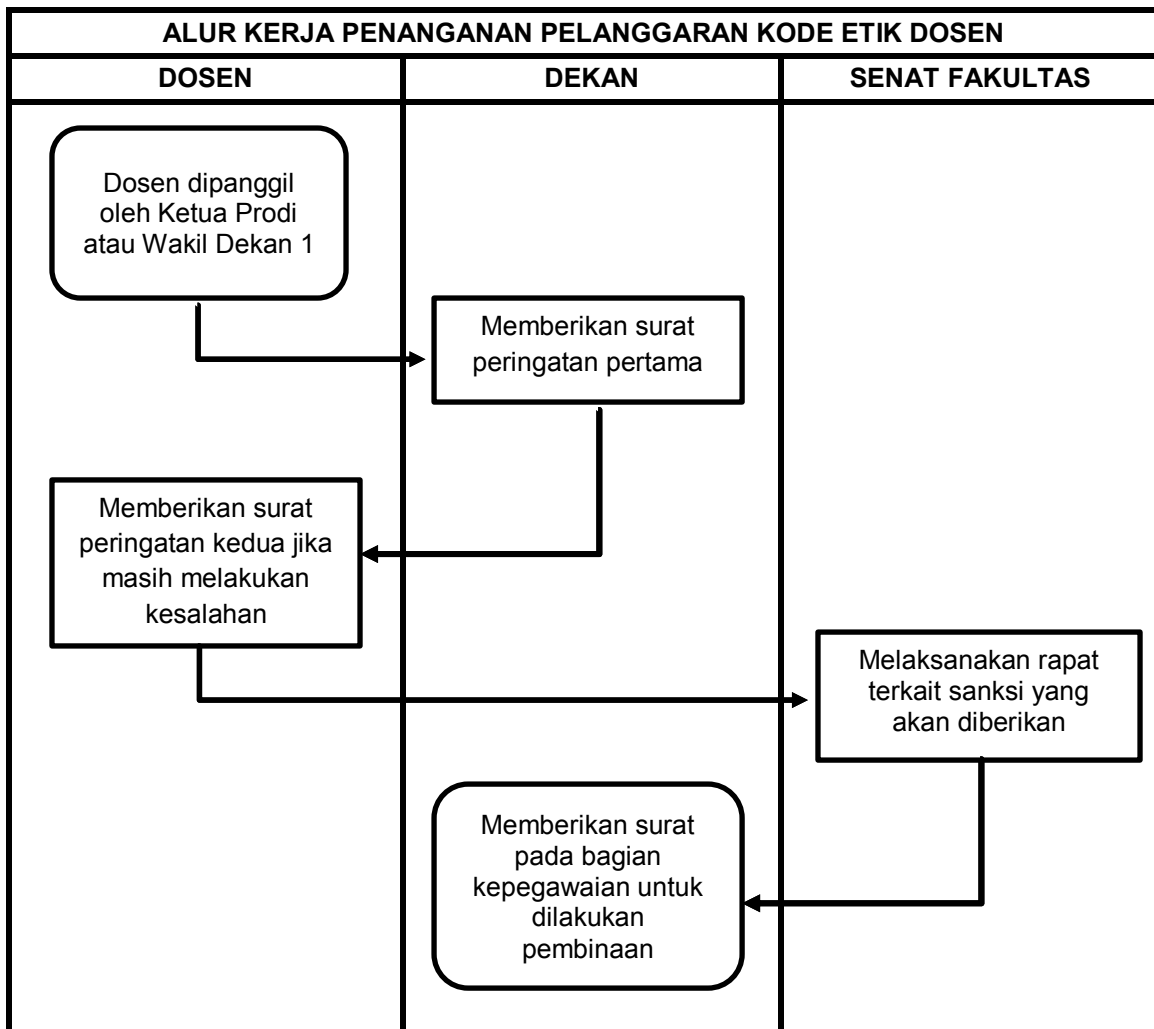 ALUR KERJA PENANGANAN PELANGGARAN KODE ETIK DOSEN
DOSEN
DEKAN
SENAT FAKULTAS
Dosen dipanggil
oleh Ketua Prodi
atau Wakil Dekan 1
Memberikan surat
peringatan pertama
Memberikan surat
peringatan kedua jika
masih melakukan
kesalahan
Melaksanakan rapat
terkait sanksi yang
akan diberikan
Memberikan surat
pada bagian
kepegawaian untuk
dilakukan
pembinaan